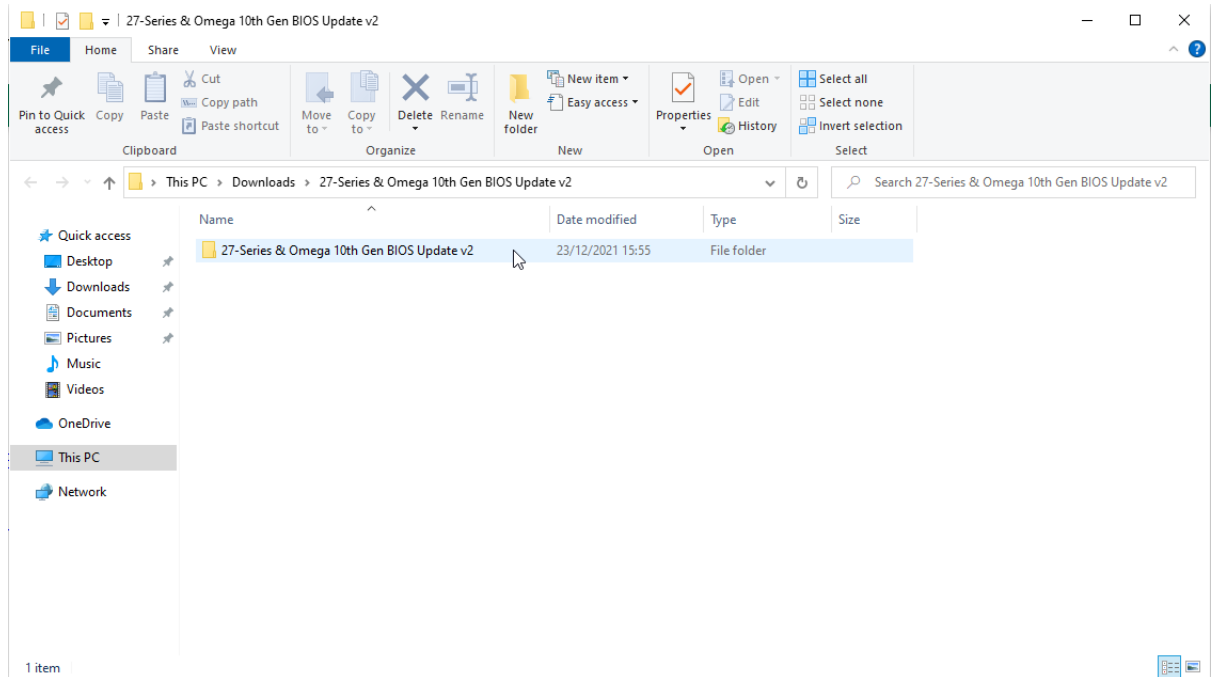 27-Series & Omega 10th Gen BIOS Update v2
File Home Share View
Pin to Quick access
Copy
Paste
Cut
Copy path
Paste shortcut
Clipboard
Move to
Copy to
Delete
Rename
Organize
New folder
New item
Easy access
New
Properties
Open
Edit
History
Open
Select all
Select none
Invert selection
Select
This PC > Downloads > 27-Series & Omega 10th Gen BIOS Update v2
Search 27-Series & Omega 10th Gen BIOS Update v2
Quick access
Desktop
Downloads
Documents
Pictures
Music
Videos
OneDrive
This PC
Network
Name Date modified Type Size
27-Series & Omega 10th Gen BIOS Update v2 23/12/2021 15:55 File folder
1 item